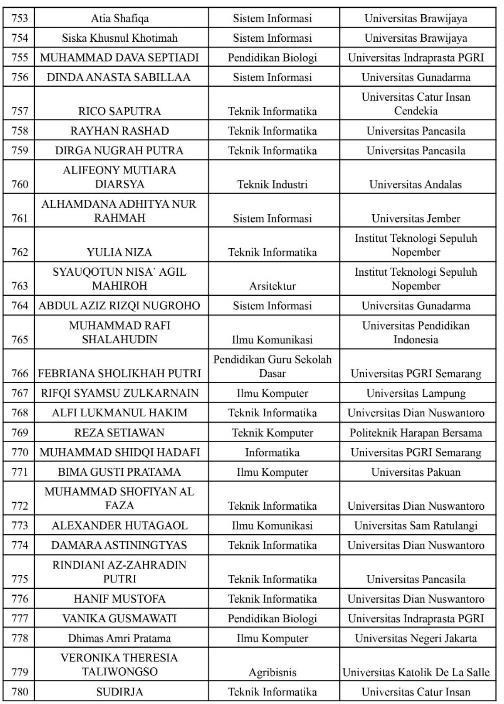 753 Atia Shafiqa Sistem Informasi Universitas Brawijaya
754 Siska Khusnul Khotimah Sistem Informasi Universitas Brawijaya
755 MUHAMMAD DAVA SEPTIADI Pendidikan Biologi Universitas Indraprasta PGRI
756 DINDA ANASTA SABILLAA Sistem Informasi Universitas Gunadarma
Universitas Catur Insan
757 RICO SAPUTRA Teknik Informatika Cendekia
758 RAYHAN RASHAD Teknik Informatika Universitas Pancasila
759 DIRGA NUGRAH PUTRA Teknik Informatika Universitas Pancasila
ALIFEONY MUTIARA
760 DIARSYA Teknik Industri Universitas Andalas
ALHAMDANA ADHITYA NUR
761 RAHMAH Sistem Informasi Universitas Jember
Institut Teknologi Sepuluh
762 YULIA NIZA Teknik Informatika Nopember
SYAUQOTUN NISA` AGIL Institut Teknologi Sepuluh
763 MAHIROH Arsitektur Nopember
764 ABDUL AZIZ RIZQI NUGROHO Sistem Informasi Universitas Gunadarma
MUHAMMAD RAFI Universitas Pendidikan
765 SHALAHUDIN Ilmu Komunikasi Indonesia
Pendidikan Guru Sekolah
766 FEBRIANA SHOLIKHAH PUTRI Dasar Universitas PGRI Semarang
767 RIFQI SYAMSU ZULKARNAIN Ilmu Komputer Universitas Lampung
768 ALFI LUKMANUL HAKIM Teknik Informatika Universitas Dian Nuswantoro
769 REZA SETIAWAN Teknik Komputer Politeknik Harapan Bersama
770 MUHAMMAD SHIDQI HADAFI Informatika Universitas PGRI Semarang
771 BIMA GUSTI PRATAMA Ilmu Komputer Universitas Pakuan
MUHAMMAD SHOFIYAN AL
772 FAZA Teknik Informatika Universitas Dian Nuswantoro
773 ALEXANDER HUTAGAOL Ilmu Komunikasi Universitas Sam Ratulangi
774 DAMARA ASTININGTYAS Teknik Informatika Universitas Dian Nuswantoro
RINDIANI AZ-ZAHRADIN
775 PUTRI Teknik Informatika Universitas Pancasila
776 HANIF MUSTOFA Teknik Informatika Universitas Dian Nuswantoro
777 VANIKA GUSMAWATI Pendidikan Biologi Universitas Indraprasta PGRI
778 Dhimas Amri Pratama Ilmu Komputer Universitas Negeri Jakarta
VERONIKA THERESIA
779 TALIWONGSO Agribisnis Universitas Katolik De La Salle
780 SUDIRJA Teknik Informatika Universitas Catur Insan